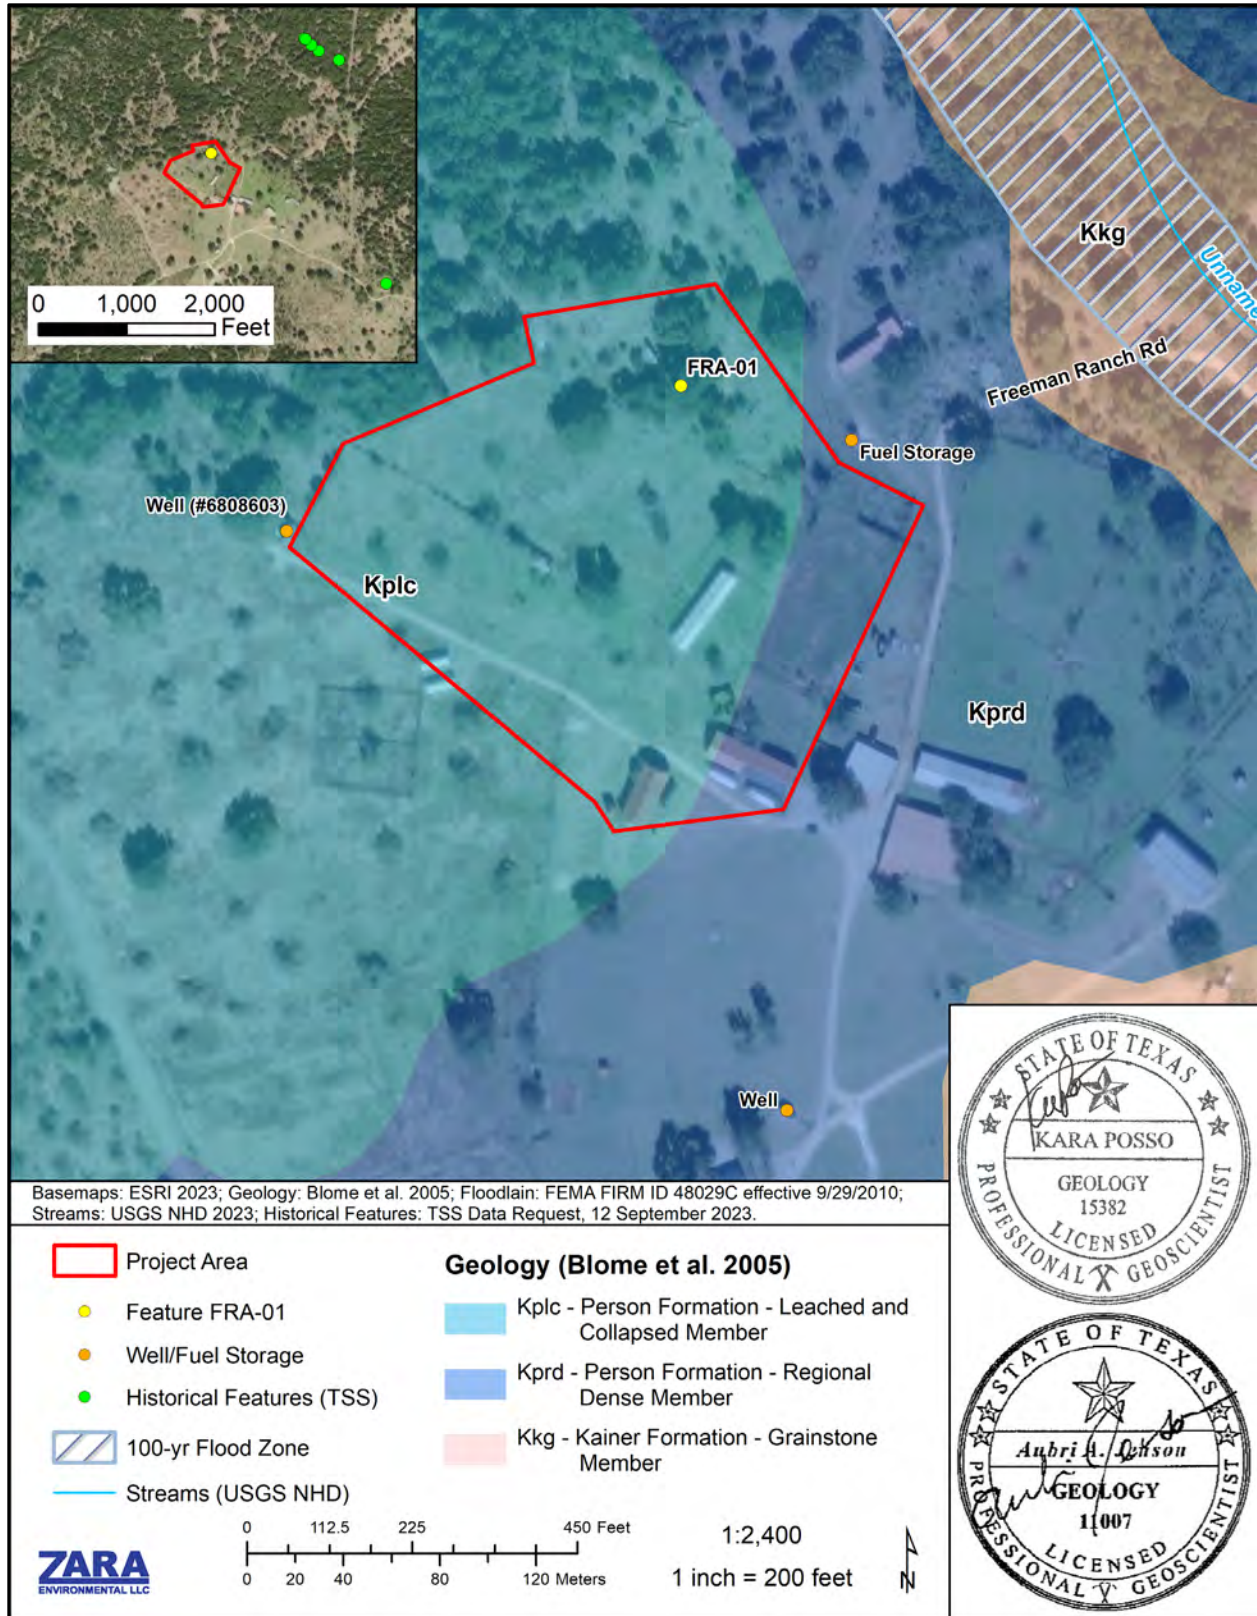 0 1,000 2,000
Feet
Kkg
Unname
Freeman Ranch Rd
FRA-01
Fuel Storage
Well (#6808603)
Kplc
Kprd
Well
Basemaps: ESRI 2023; Geology: Blome et al. 2005; Floodlain: FEMA FIRM ID 48029C effective 9/29/2010;
Streams: USGS NHD 2023; Historical Features: TSS Data Request, 12 September 2023.
Project Area
Feature FRA-01
Well/Fuel Storage
Historical Features (TSS)
100-yr Flood Zone
Streams (USGS NHD)
Geology (Blome et al. 2005)
Kplc - Person Formation - Leached and
Collapsed Member
Kprd - Person Formation - Regional
Dense Member
Kkg - Kainer Formation - Grainstone
Member
ZARA
ENVIRONMENTAL LLC
0 112.5 225 450 Feet
0 20 40 80 120 Meters
1:2,400
1 inch = 200 feet
N
STATE OF TEXAS
KARA POSSO
GEOLOGY
15382
LICENSED
PROFESSIONAL GEOSCIENTIST
STATE OF TEXAS
Aubri A. Jenson
GEOLOGY
11007
LICENSED
PROFESSIONAL GEOSCIENTIST